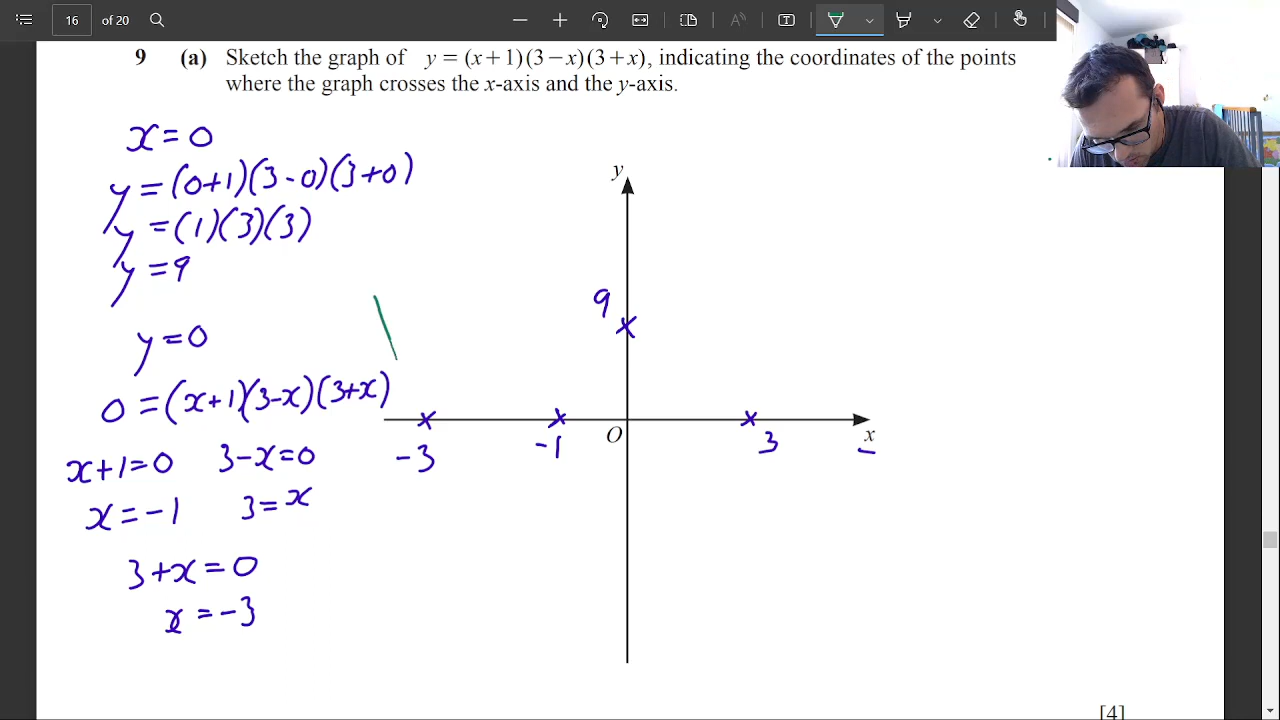 16 of 20
9 (a) Sketch the graph of y = (x+1)(3−x)(3+x), indicating the coordinates of the points
where the graph crosses the x-axis and the y-axis.
x = 0
y = (0+1)(3-0)(3+0)
y = (1)(3)(3)
y = 9
y = 0
0 = (x+1)(3-x)(3+x)
x+1=0 3-x=0
x = -1 3 = x
3+x = 0
x = -3
y
9
-3 -1 O 3 x
[4]